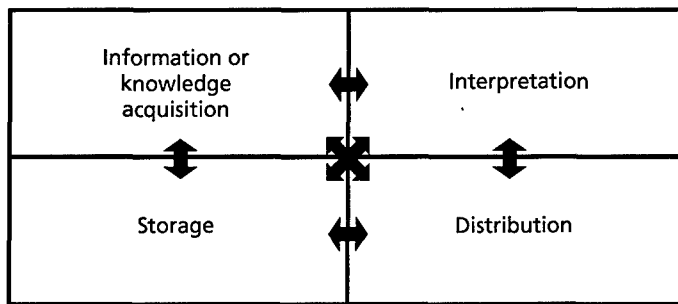 Information or
knowledge
acquisition
Interpretation
Storage
Distribution